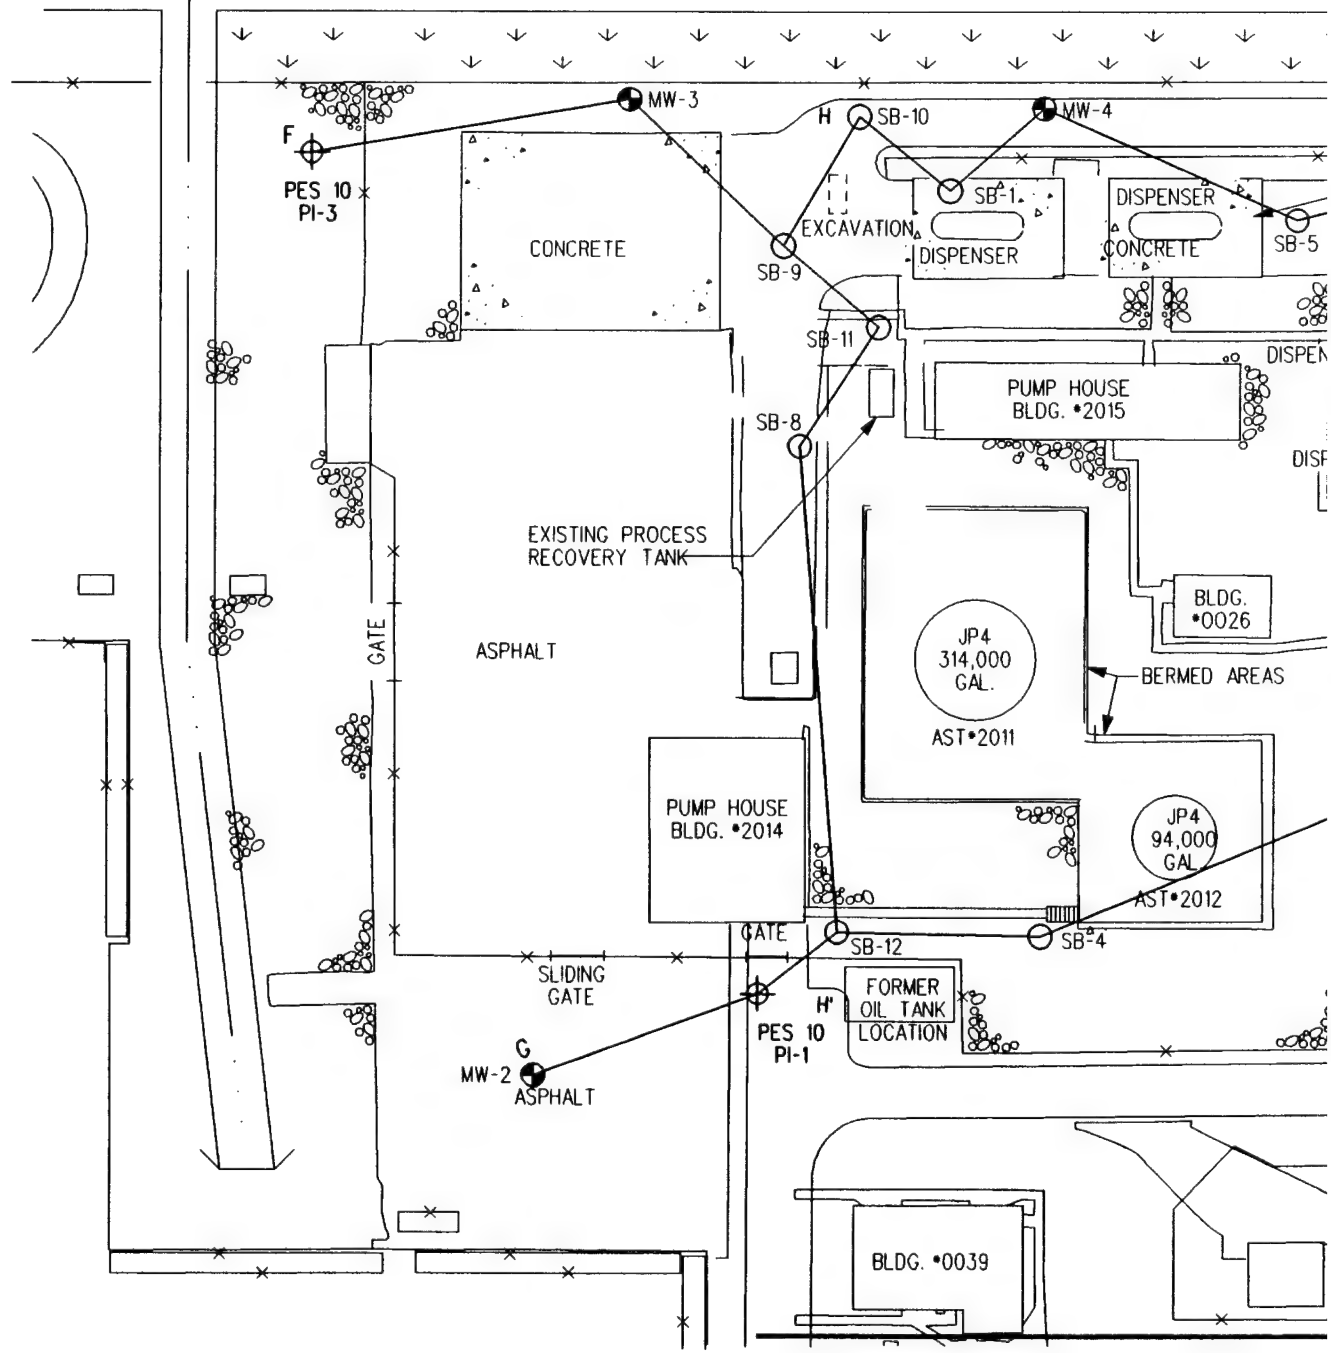 MW-3
H
SB-10
MW-4
F
PES 10
PI-3
SB-1
DISPENSER
EXCAVATION
CONCRETE
DISPENSER
CONCRETE
SB-5
SB-9
SB-11
DISPEN
PUMP HOUSE
BLDG. #2015
SB-8
DISP
EXISTING PROCESS
RECOVERY TANK
BLDG.
#0026
GATE
ASPHALT
JP4
314,000
GAL.
BERMED AREAS
AST#2011
PUMP HOUSE
BLDG. #2014
JP4
94,000
GAL.
AST#2012
GATE
SB-12
SB-4
SLIDING
GATE
FORMER
OIL TANK
LOCATION
H'
PES 10
PI-1
G
MW-2
ASPHALT
BLDG. #0039